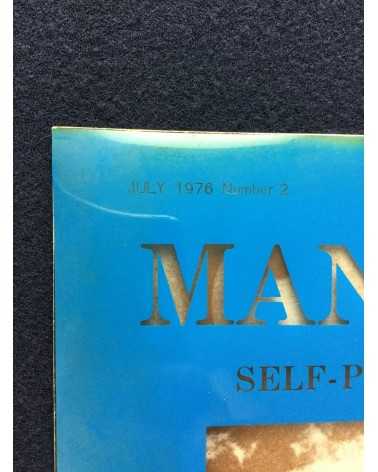 JULY 1976 Number 2
MAN
SELF-P